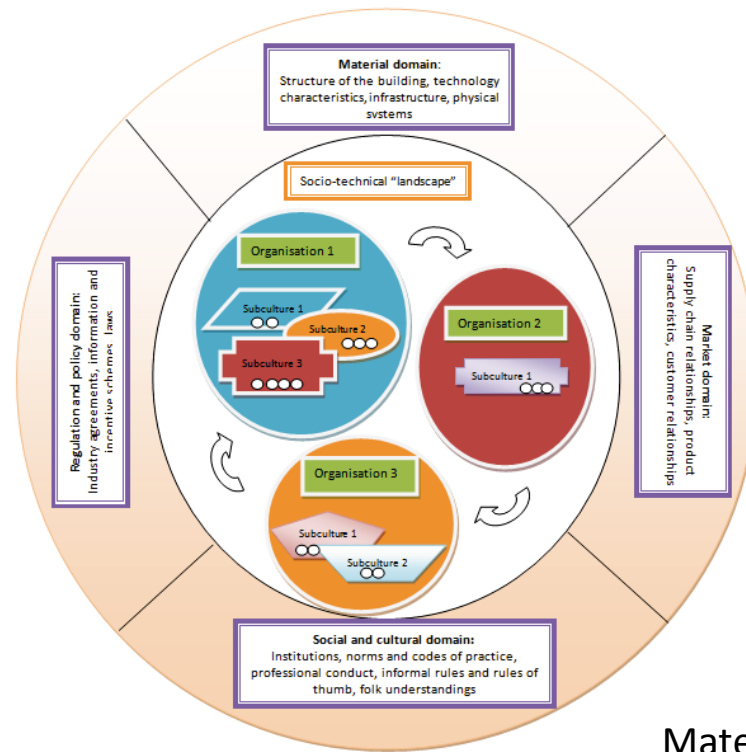 Material domain:
Structure of the building, technology
characteristics, infrastructure, physical
systems
Socio-technical "landscape"
Organisation 1
Subculture 1
Subculture 2
Subculture 3
Organisation 2
Subculture 1
Organisation 3
Subculture 1
Subculture 2
Regulation and policy domain:
Industry agreements, information and
incentive schemes, laws
Market domain:
Supply chain relationships, product
characteristics, customer relationships
Social and cultural domain:
Institutions, norms and codes of practice,
professional conduct, informal rules and rules of
thumb, folk understandings
Mate